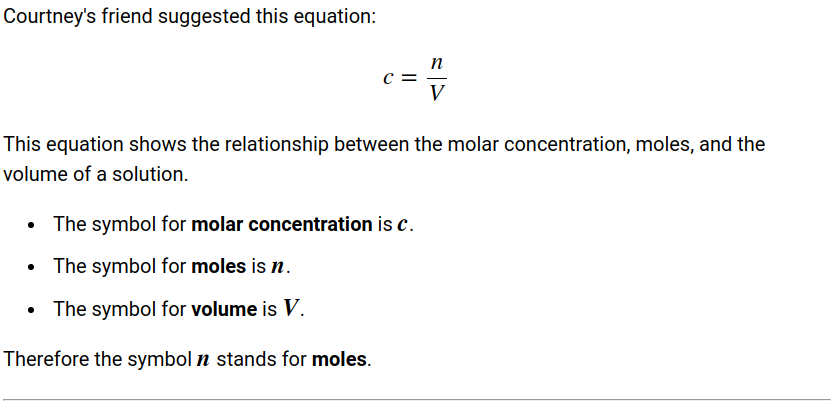 Courtney's friend suggested this equation:
c = n/V
This equation shows the relationship between the molar concentration, moles, and the
volume of a solution.
• The symbol for molar concentration is c.
• The symbol for moles is n.
• The symbol for volume is V.
Therefore the symbol n stands for moles.